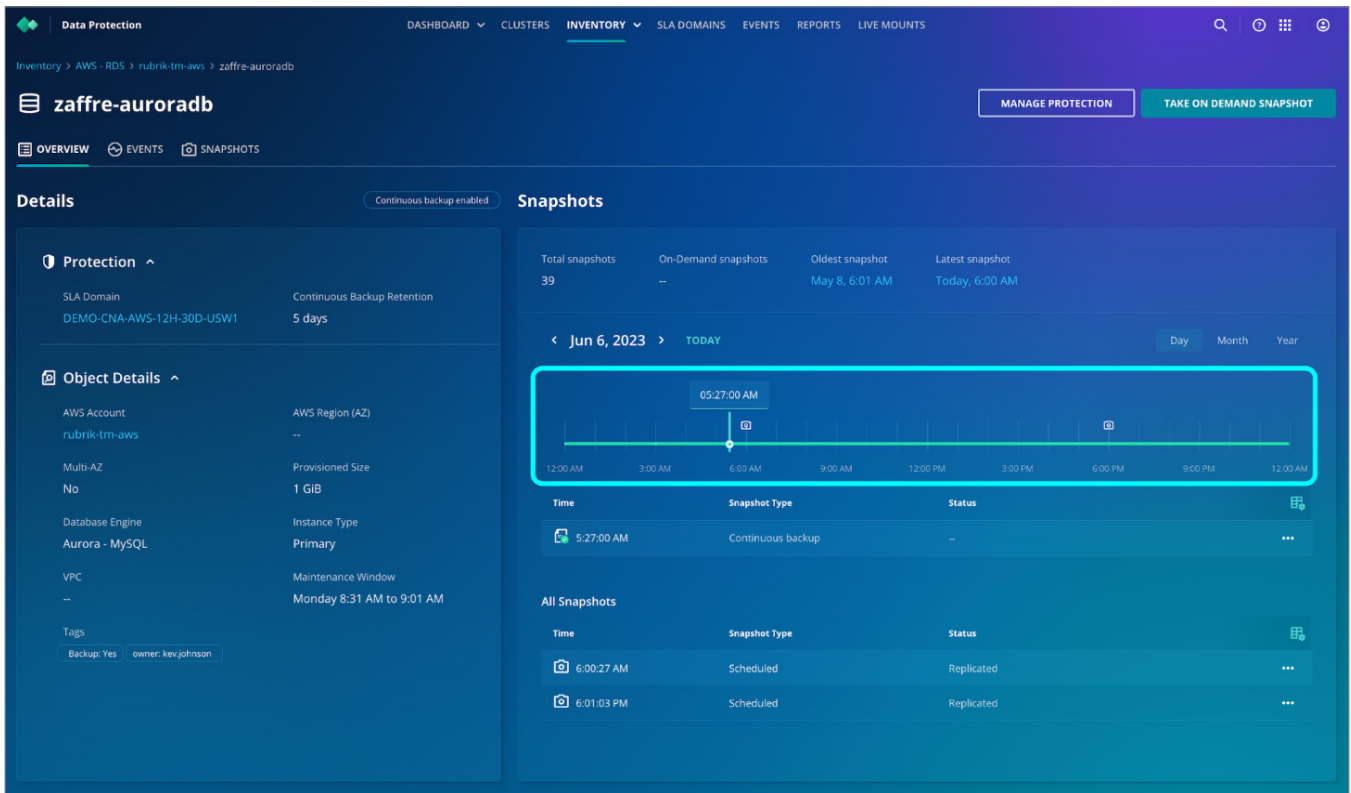 Data Protection
DASHBOARD CLUSTERS INVENTORY SLA DOMAINS EVENTS REPORTS LIVE MOUNTS
Inventory > AWS - RDS > rubrik-tm-aws > zaffre-auroradb
zaffre-auroradb
MANAGE PROTECTION
TAKE ON DEMAND SNAPSHOT
OVERVIEW EVENTS SNAPSHOTS
Details
Continuous backup enabled
Protection
SLA Domain
DEMO-CNA-AWS-12H-30D-USW1
Continuous Backup Retention
5 days
Object Details
AWS Account
rubrik-tm-aws
AWS Region (AZ)
--
Multi-AZ
No
Provisioned Size
1 GiB
Database Engine
Aurora - MySQL
Instance Type
Primary
VPC
--
Maintenance Window
Monday 8:31 AM to 9:01 AM
Tags
Backup: Yes owner: kev.johnson
Snapshots
Total snapshots
39
On-Demand snapshots
--
Oldest snapshot
May 8, 6:01 AM
Latest snapshot
Today, 6:00 AM
< Jun 6, 2023 > TODAY
Day Month Year
05:27:00 AM
12:00 AM 3:00 AM 6:00 AM 9:00 AM 12:00 PM 3:00 PM 6:00 PM 9:00 PM 12:00 AM
Time Snapshot Type Status
5:27:00 AM Continuous backup --
All Snapshots
Time Snapshot Type Status
6:00:27 AM Scheduled Replicated
6:01:03 PM Scheduled Replicated